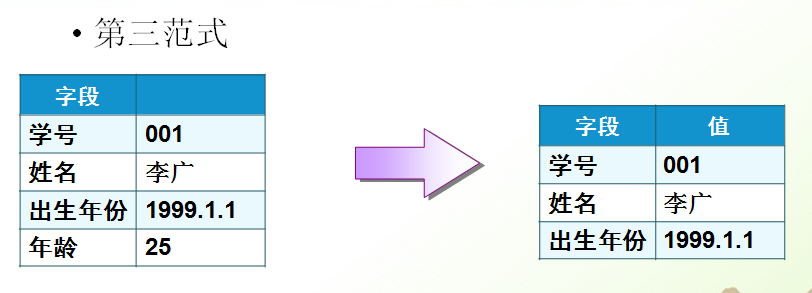 • 第三范式
字段
学号 001
姓名 李广
出生年份 1999.1.1
年龄 25
字段 值
学号 001
姓名 李广
出生年份 1999.1.1